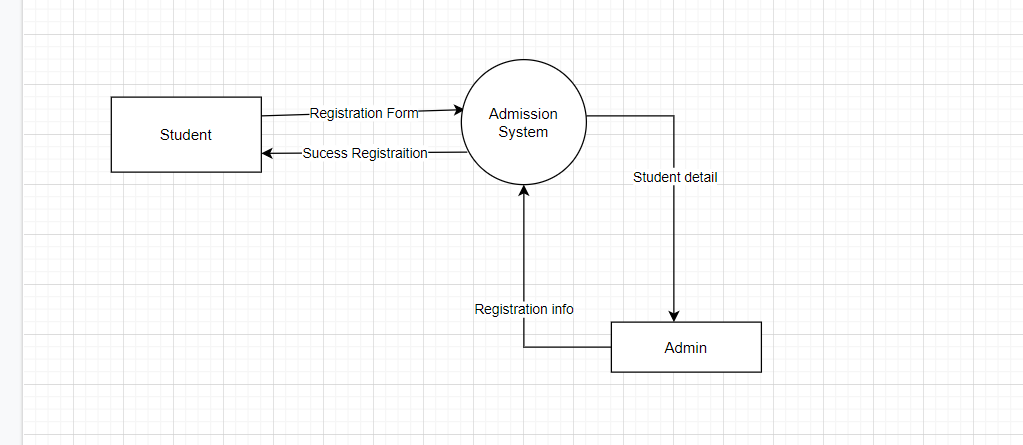 Registration Form
Admission
System
Student
Sucess Registraition
Student detail
Registration info
Admin